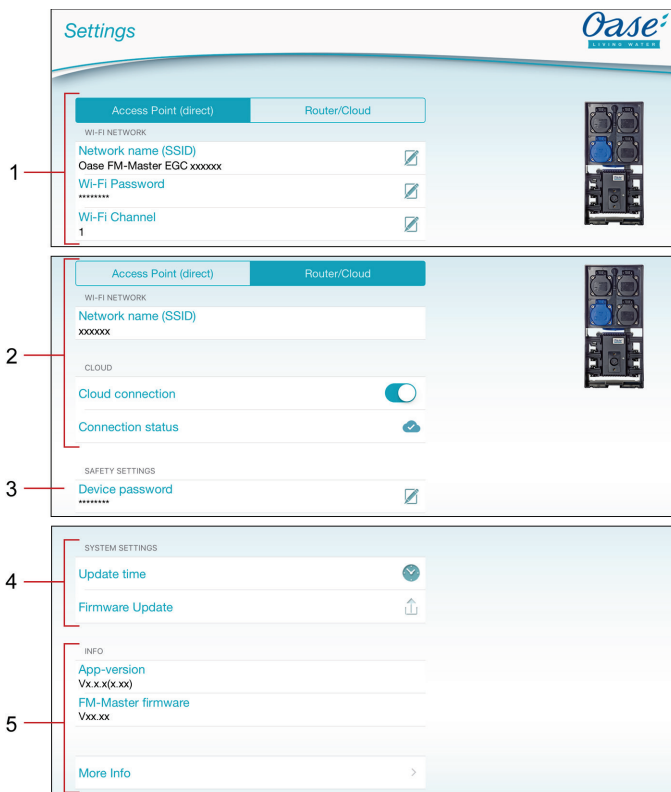 Settings
Oase
LIVING WATER
1
Access Point (direct) Router/Cloud
WI-FI NETWORK
Network name (SSID)
Oase FM-Master EGC xxxxxx
Wi-Fi Password
********
Wi-Fi Channel
1
2
Access Point (direct) Router/Cloud
WI-FI NETWORK
Network name (SSID)
xxxxxx
CLOUD
Cloud connection
Connection status
3
SAFETY SETTINGS
Device password
********
4
SYSTEM SETTINGS
Update time
Firmware Update
5
INFO
App-version
Vx.x.x(x.xx)
FM-Master firmware
Vxx.xx
More Info